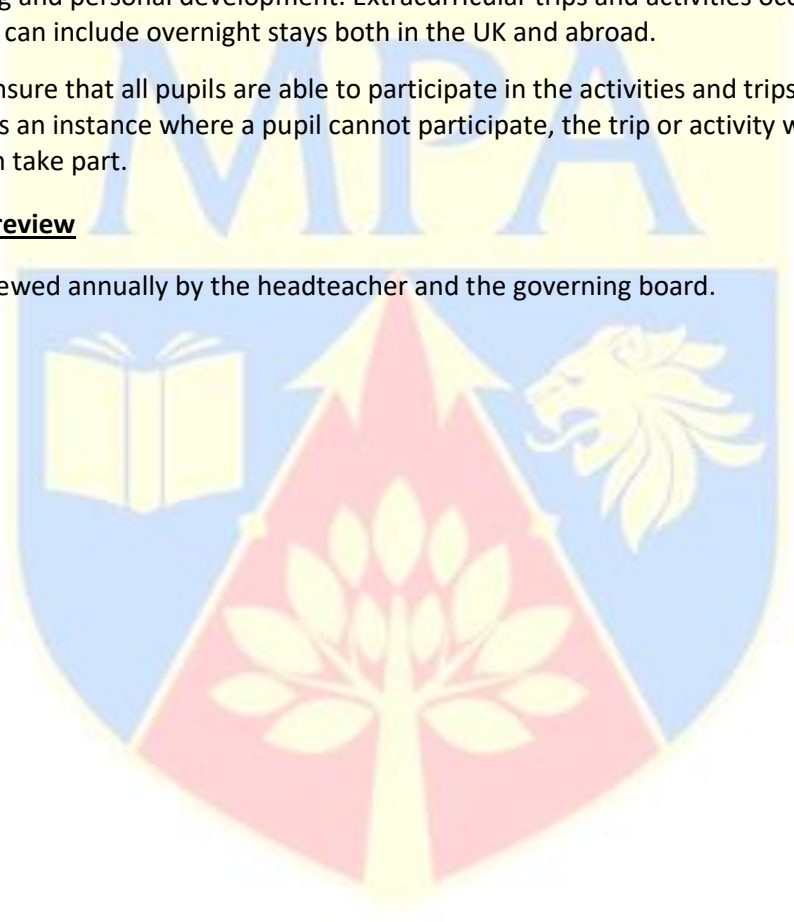 g and personal development. Extracurricular trips and activities occ
can include overnight stays both in the UK and abroad.
nsure that all pupils are able to participate in the activities and trips
s an instance where a pupil cannot participate, the trip or activity w
n take part.
review
ewed annually by the headteacher and the governing board.
MPA